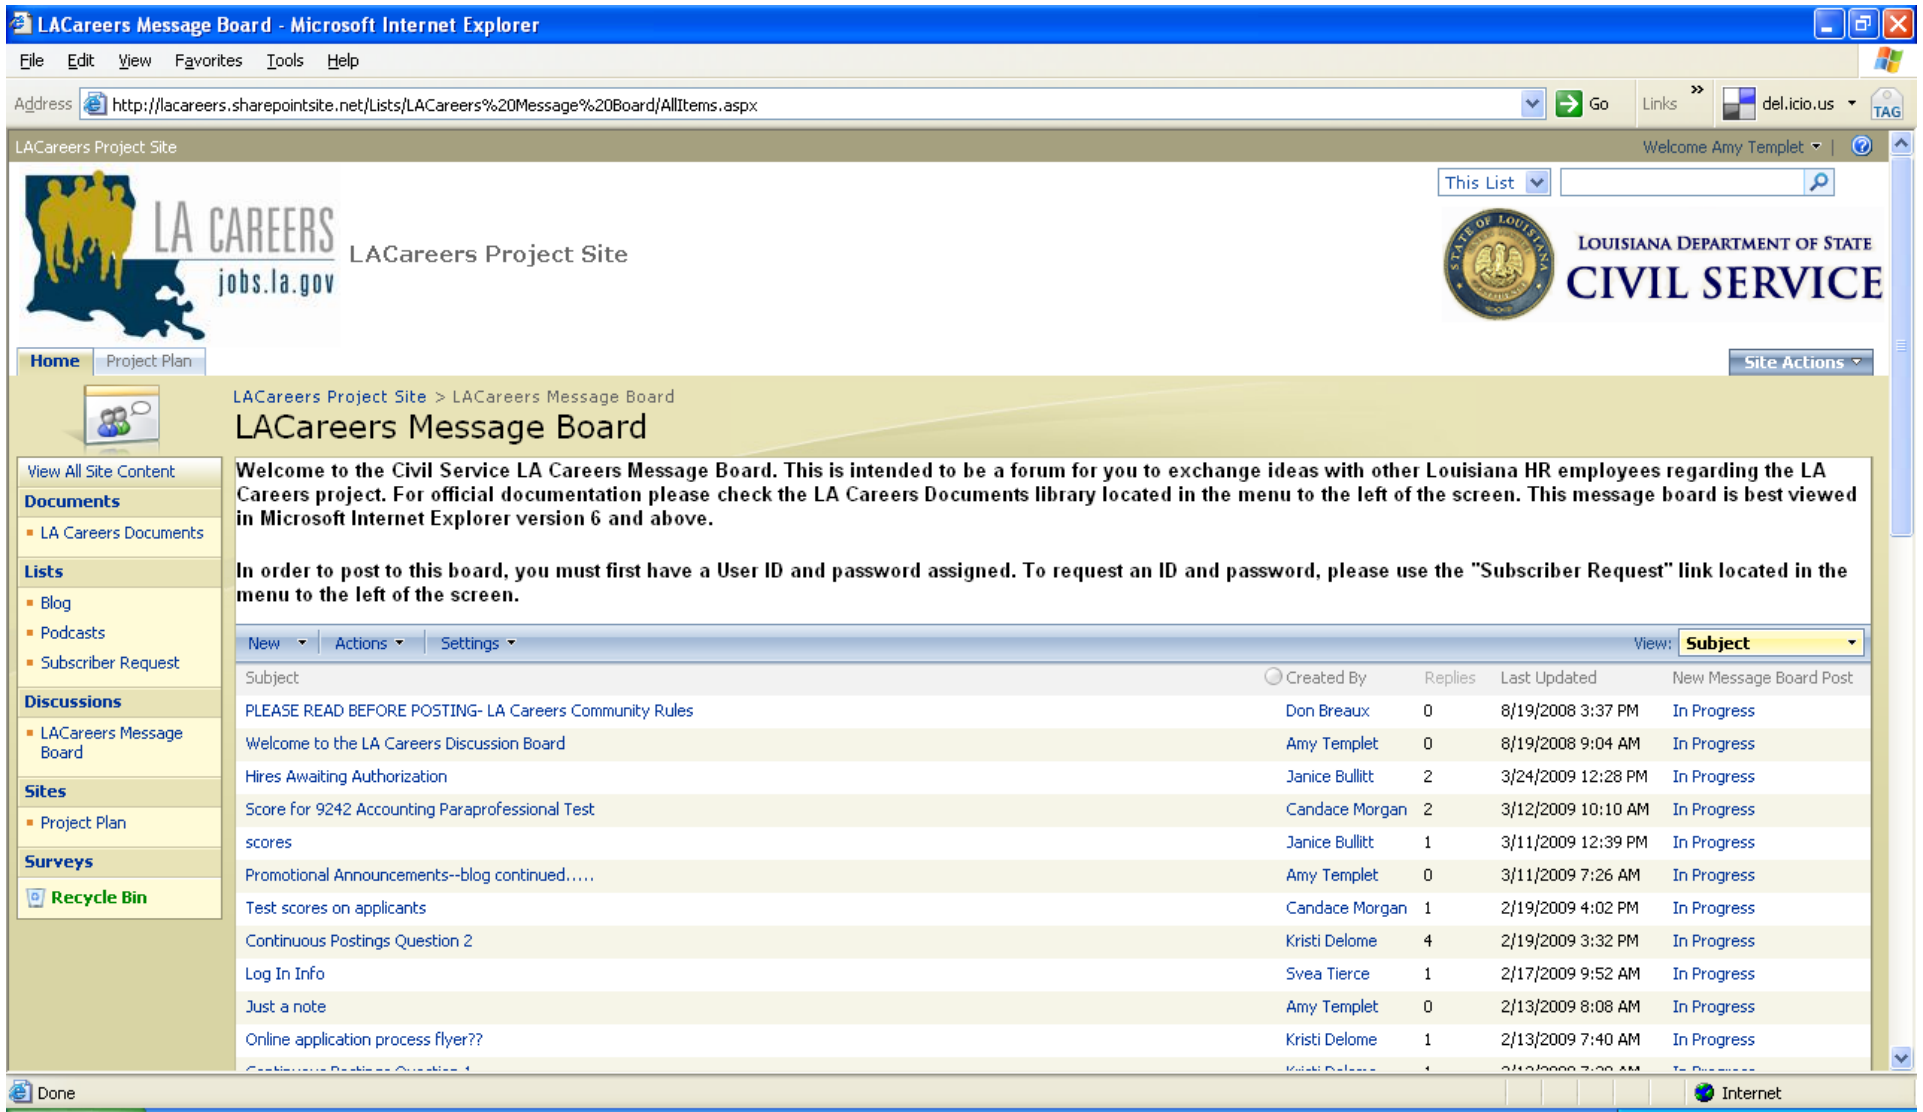 LACareers Message Board - Microsoft Internet Explorer
File Edit View Favorites Tools Help
Address http://lacareers.sharepointsite.net/Lists/LACareers%20Message%20Board/AllItems.aspx Go Links » del.icio.us TAG
LACareers Project Site Welcome Amy Templet
This List
LA CAREERS
jobs.la.gov
LACareers Project Site
STATE OF LOUISIANA
LOUISIANA DEPARTMENT OF STATE
CIVIL SERVICE
Home Project Plan Site Actions
LACareers Project Site > LACareers Message Board
LACareers Message Board
View All Site Content
Documents
LA Careers Documents
Lists
Blog
Podcasts
Subscriber Request
Discussions
LACareers Message
Board
Sites
Project Plan
Surveys
Recycle Bin
Welcome to the Civil Service LA Careers Message Board. This is intended to be a forum for you to exchange ideas with other Louisiana HR employees regarding the LA
Careers project. For official documentation please check the LA Careers Documents library located in the menu to the left of the screen. This message board is best viewed
in Microsoft Internet Explorer version 6 and above.
In order to post to this board, you must first have a User ID and password assigned. To request an ID and password, please use the "Subscriber Request" link located in the
menu to the left of the screen.
New Actions Settings View: Subject
Subject Created By Replies Last Updated New Message Board Post
PLEASE READ BEFORE POSTING- LA Careers Community Rules Don Breaux 0 8/19/2008 3:37 PM In Progress
Welcome to the LA Careers Discussion Board Amy Templet 0 8/19/2008 9:04 AM In Progress
Hires Awaiting Authorization Janice Bullitt 2 3/24/2009 12:28 PM In Progress
Score for 9242 Accounting Paraprofessional Test Candace Morgan 2 3/12/2009 10:10 AM In Progress
scores Janice Bullitt 1 3/11/2009 12:39 PM In Progress
Promotional Announcements--blog continued..... Amy Templet 0 3/11/2009 7:26 AM In Progress
Test scores on applicants Candace Morgan 1 2/19/2009 4:02 PM In Progress
Continuous Postings Question 2 Kristi Delome 4 2/19/2009 3:32 PM In Progress
Log In Info Svea Tierce 1 2/17/2009 9:52 AM In Progress
Just a note Amy Templet 0 2/13/2009 8:08 AM In Progress
Online application process flyer?? Kristi Delome 1 2/13/2009 7:40 AM In Progress
Continuous Postings Question 1 Kristi Delome 1
Done Internet